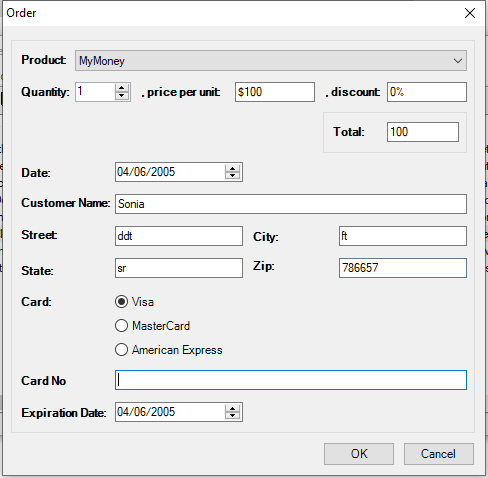 Order
Product: MyMoney
Quantity: 1 , price per unit: $100 , discount: 0%
Total: 100
Date: 04/06/2005
Customer Name: Sonia
Street: ddt City: ft
State: sr Zip: 786657
Card: Visa
MasterCard
American Express
Card No
Expiration Date: 04/06/2005
OK Cancel